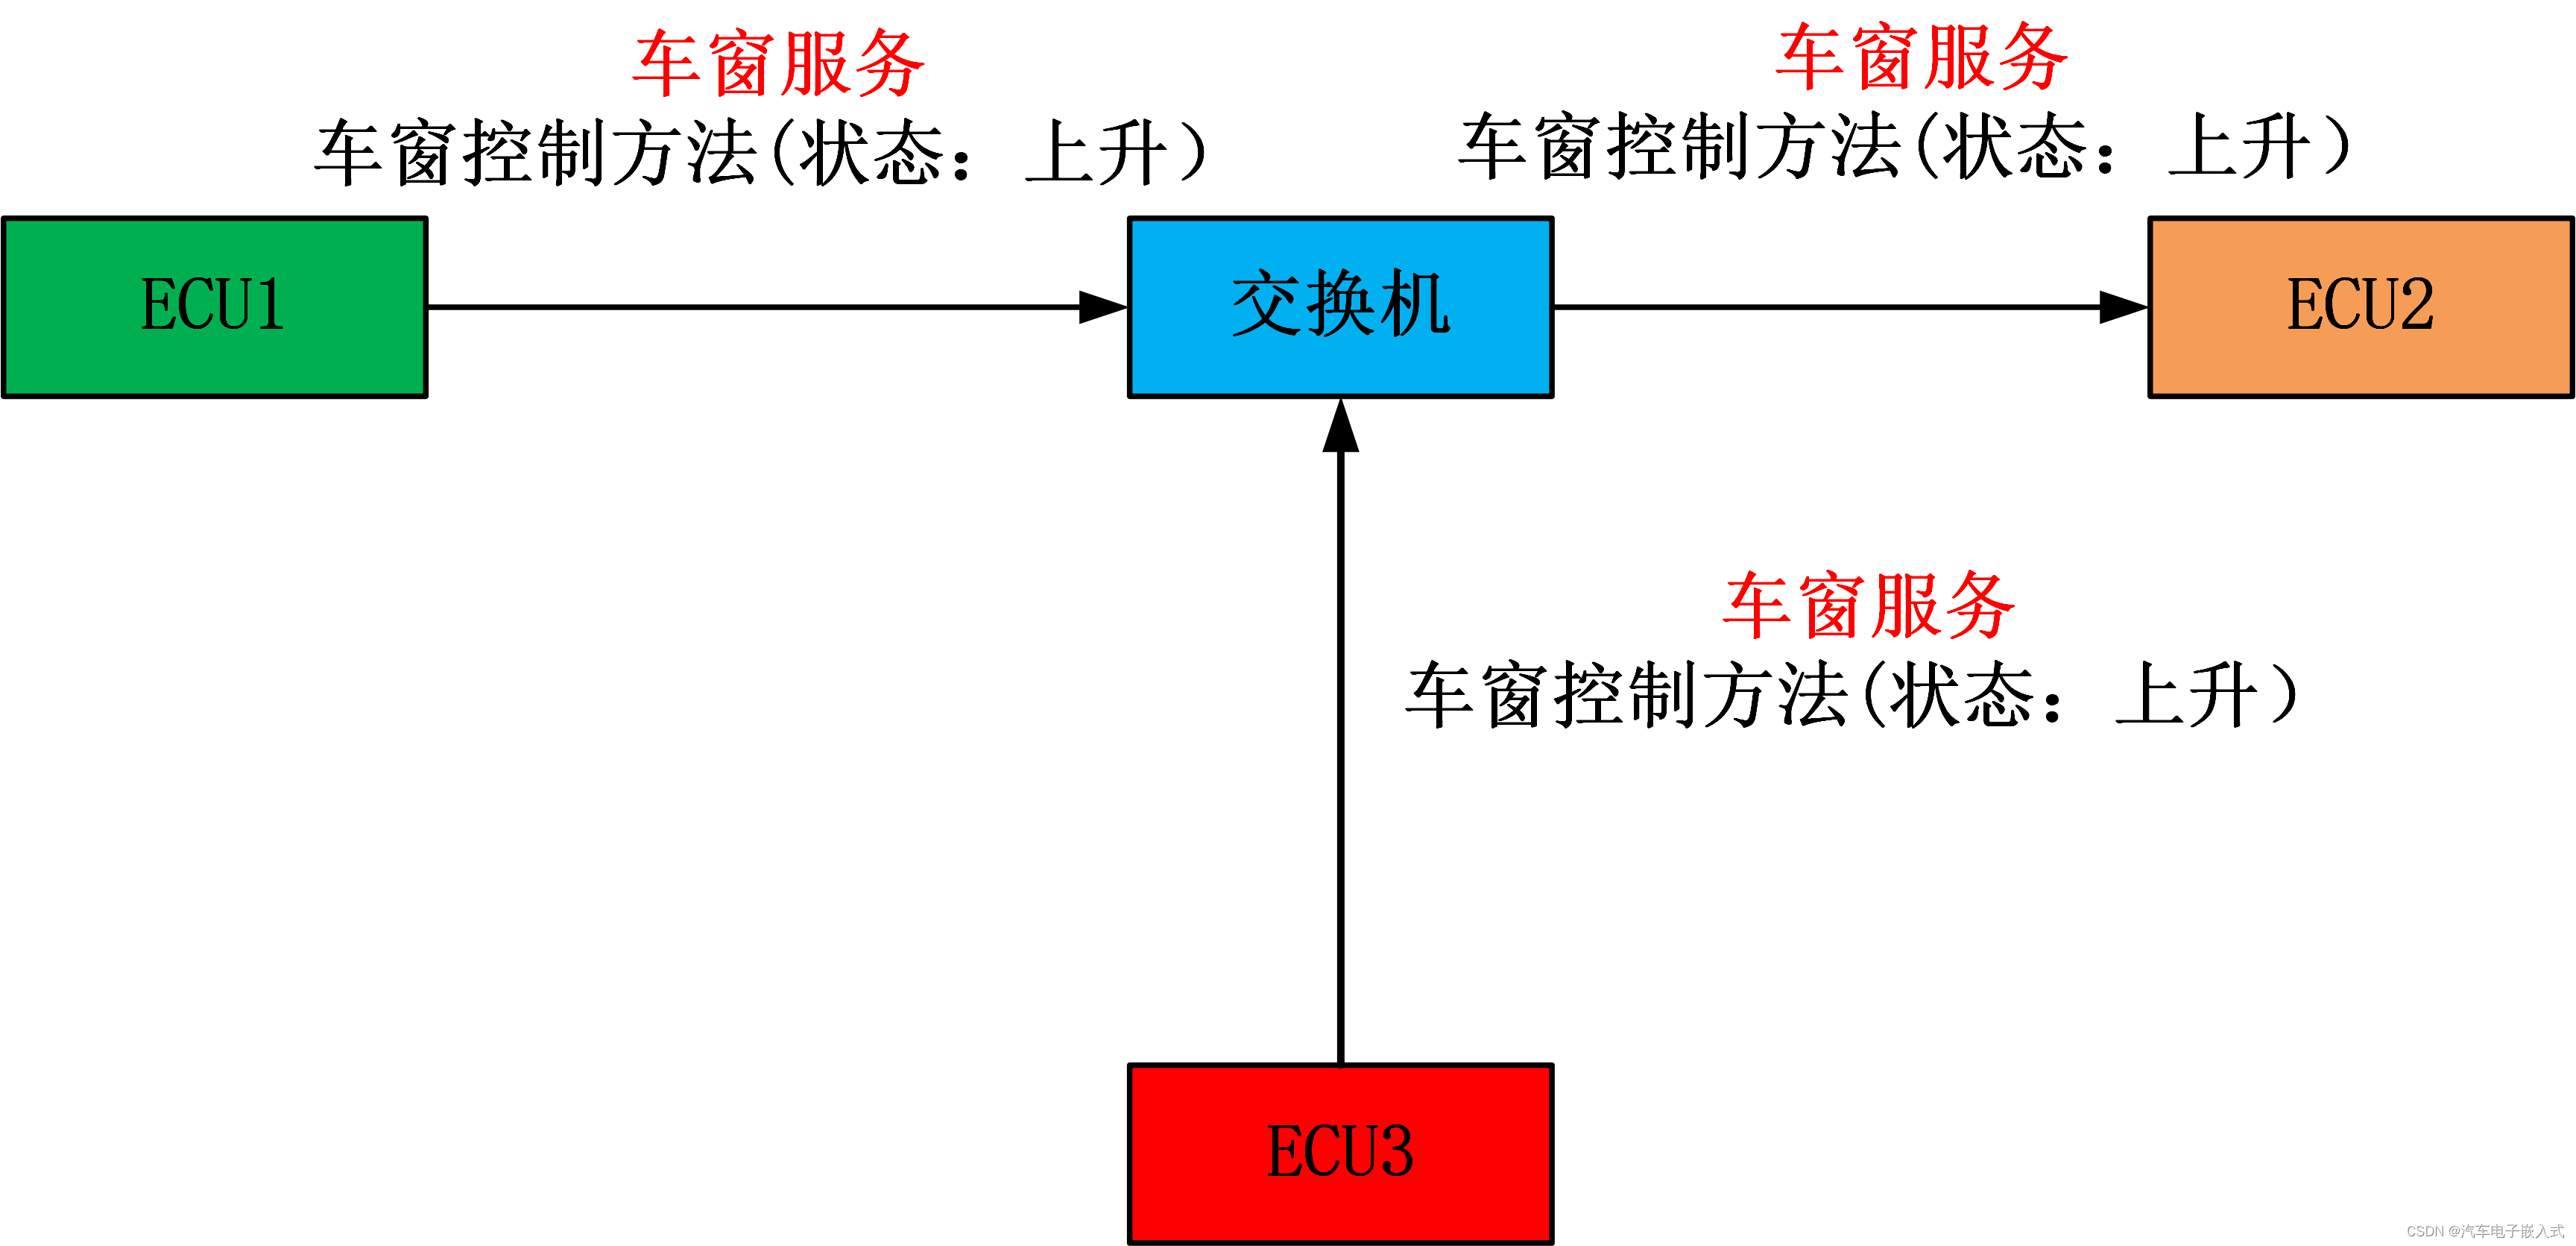 车窗服务
车窗控制方法(状态：上升）
车窗服务
车窗控制方法(状态：上升）
ECU1
交换机
ECU2
车窗服务
车窗控制方法(状态：上升）
ECU3
CSDN @汽车电子嵌入式